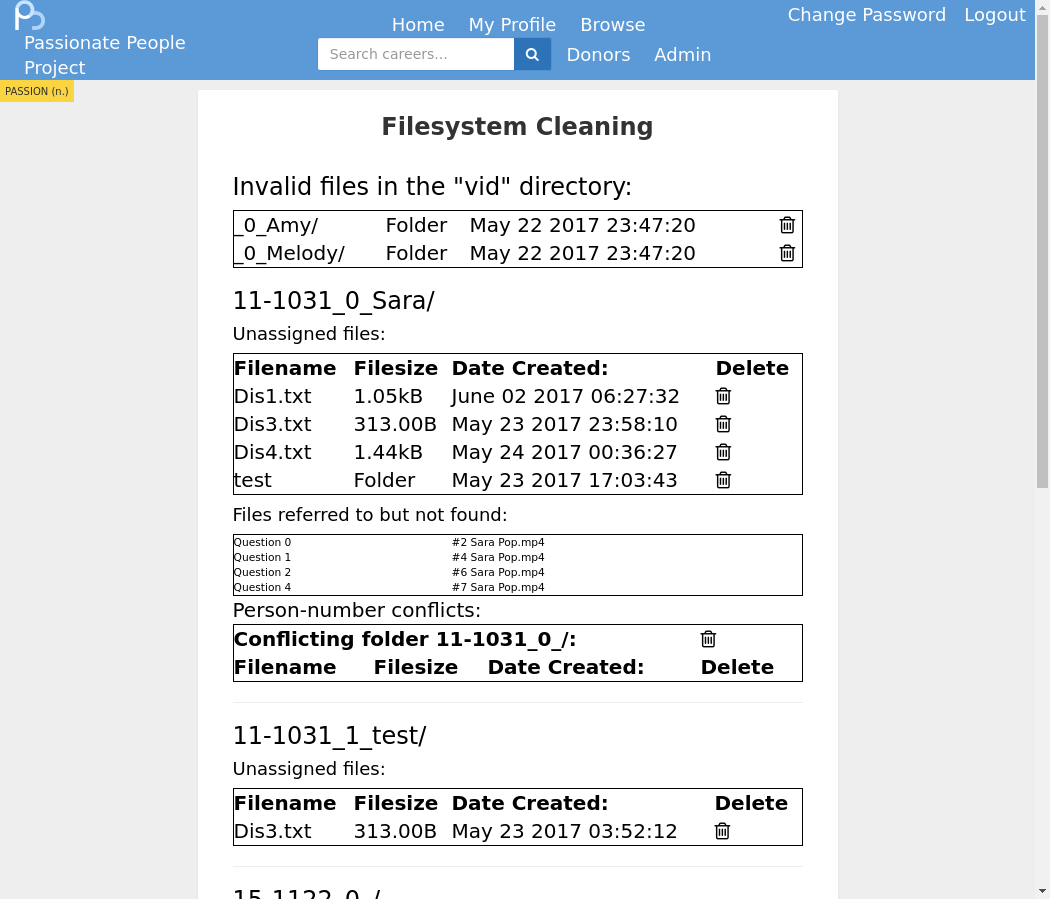 Passionate People
Project
Home My Profile Browse
Search careers...
Donors Admin
Change Password Logout
PASSION (n.)
Filesystem Cleaning
Invalid files in the "vid" directory:
_0_Amy/ Folder May 22 2017 23:47:20
_0_Melody/ Folder May 22 2017 23:47:20
11-1031_0_Sara/
Unassigned files:
Filename Filesize Date Created: Delete
Dis1.txt 1.05kB June 02 2017 06:27:32
Dis3.txt 313.00B May 23 2017 23:58:10
Dis4.txt 1.44kB May 24 2017 00:36:27
test Folder May 23 2017 17:03:43
Files referred to but not found:
Question 0 #2 Sara Pop.mp4
Question 1 #4 Sara Pop.mp4
Question 2 #6 Sara Pop.mp4
Question 4 #7 Sara Pop.mp4
Person-number conflicts:
Conflicting folder 11-1031_0_/:
Filename Filesize Date Created: Delete
11-1031_1_test/
Unassigned files:
Filename Filesize Date Created: Delete
Dis3.txt 313.00B May 23 2017 03:52:12
15-1122_0_/